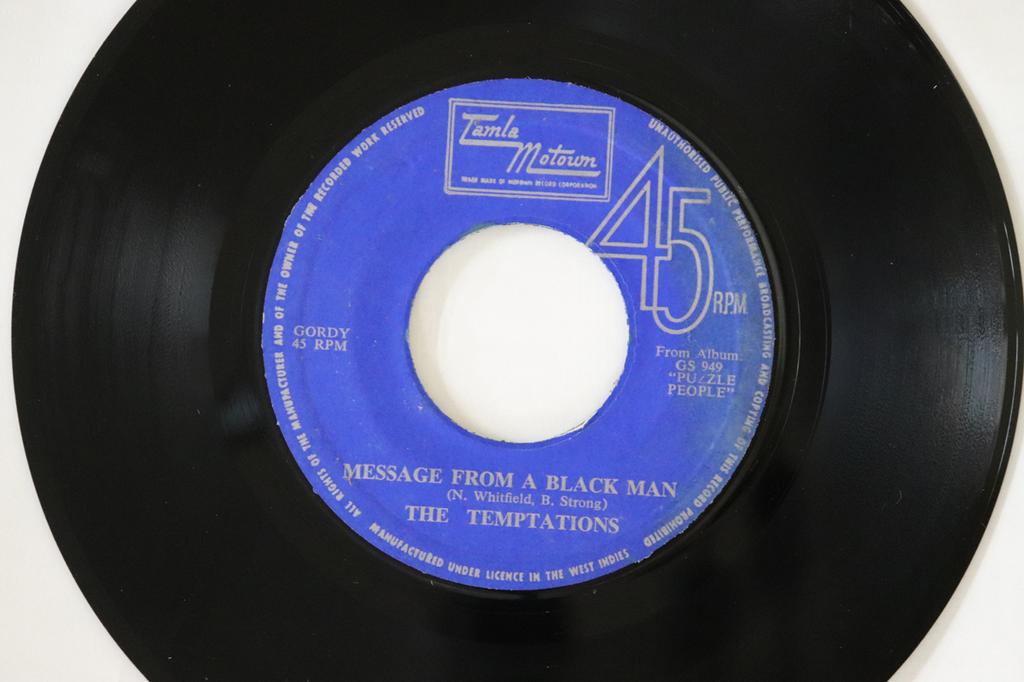 Tamla
Motown
TRADE MARK OF MOTOWN RECORD CORPORATION
45
RPM
GORDY
45 RPM
From Album
GS 949
"PUZZLE
PEOPLE"
MESSAGE FROM A BLACK MAN
(N. Whitfield, B. Strong)
THE TEMPTATIONS
ALL RIGHTS OF THE MANUFACTURER AND OF THE OWNER OF THE RECORDED WORK RESERVED
UNAUTHORISED PUBLIC PERFORMANCE BROADCASTING AND COPYING OF THIS RECORD PROHIBITED
MANUFACTURED UNDER LICENCE IN THE WEST INDIES